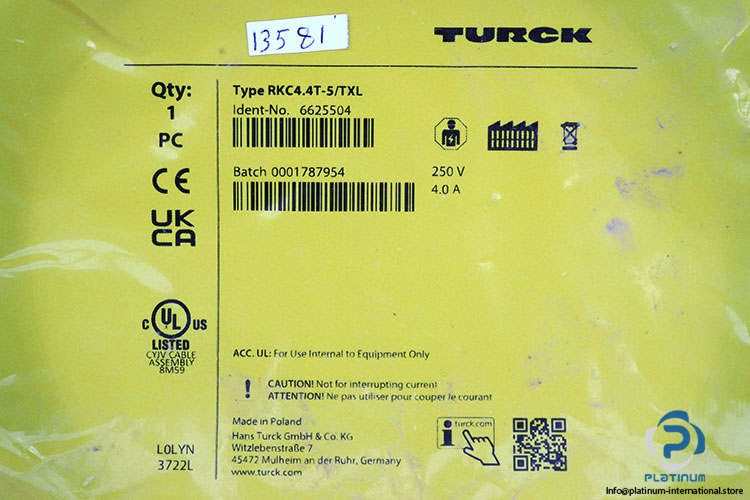 13581
TURCK
Qty:
1
PC
Type RKC4.4T-5/TXL
Ident-No. 6625504
Batch 0001787954
250 V
4.0 A
CE
UK
CA
C UL US
LISTED
CYJV CABLE
ASSEMBLY
8M59
ACC. UL: For Use Internal to Equipment Only
! CAUTION! Not for interrupting current
ATTENTION! Ne pas utiliser pour couper le courant
Made in Poland
Hans Turck GmbH & Co. KG
Witzlebenstraße 7
45472 Mulheim an der Ruhr, Germany
www.turck.com
i turck.com
L0LYN
3722L
PLATINUM
Info@platinum-international.store